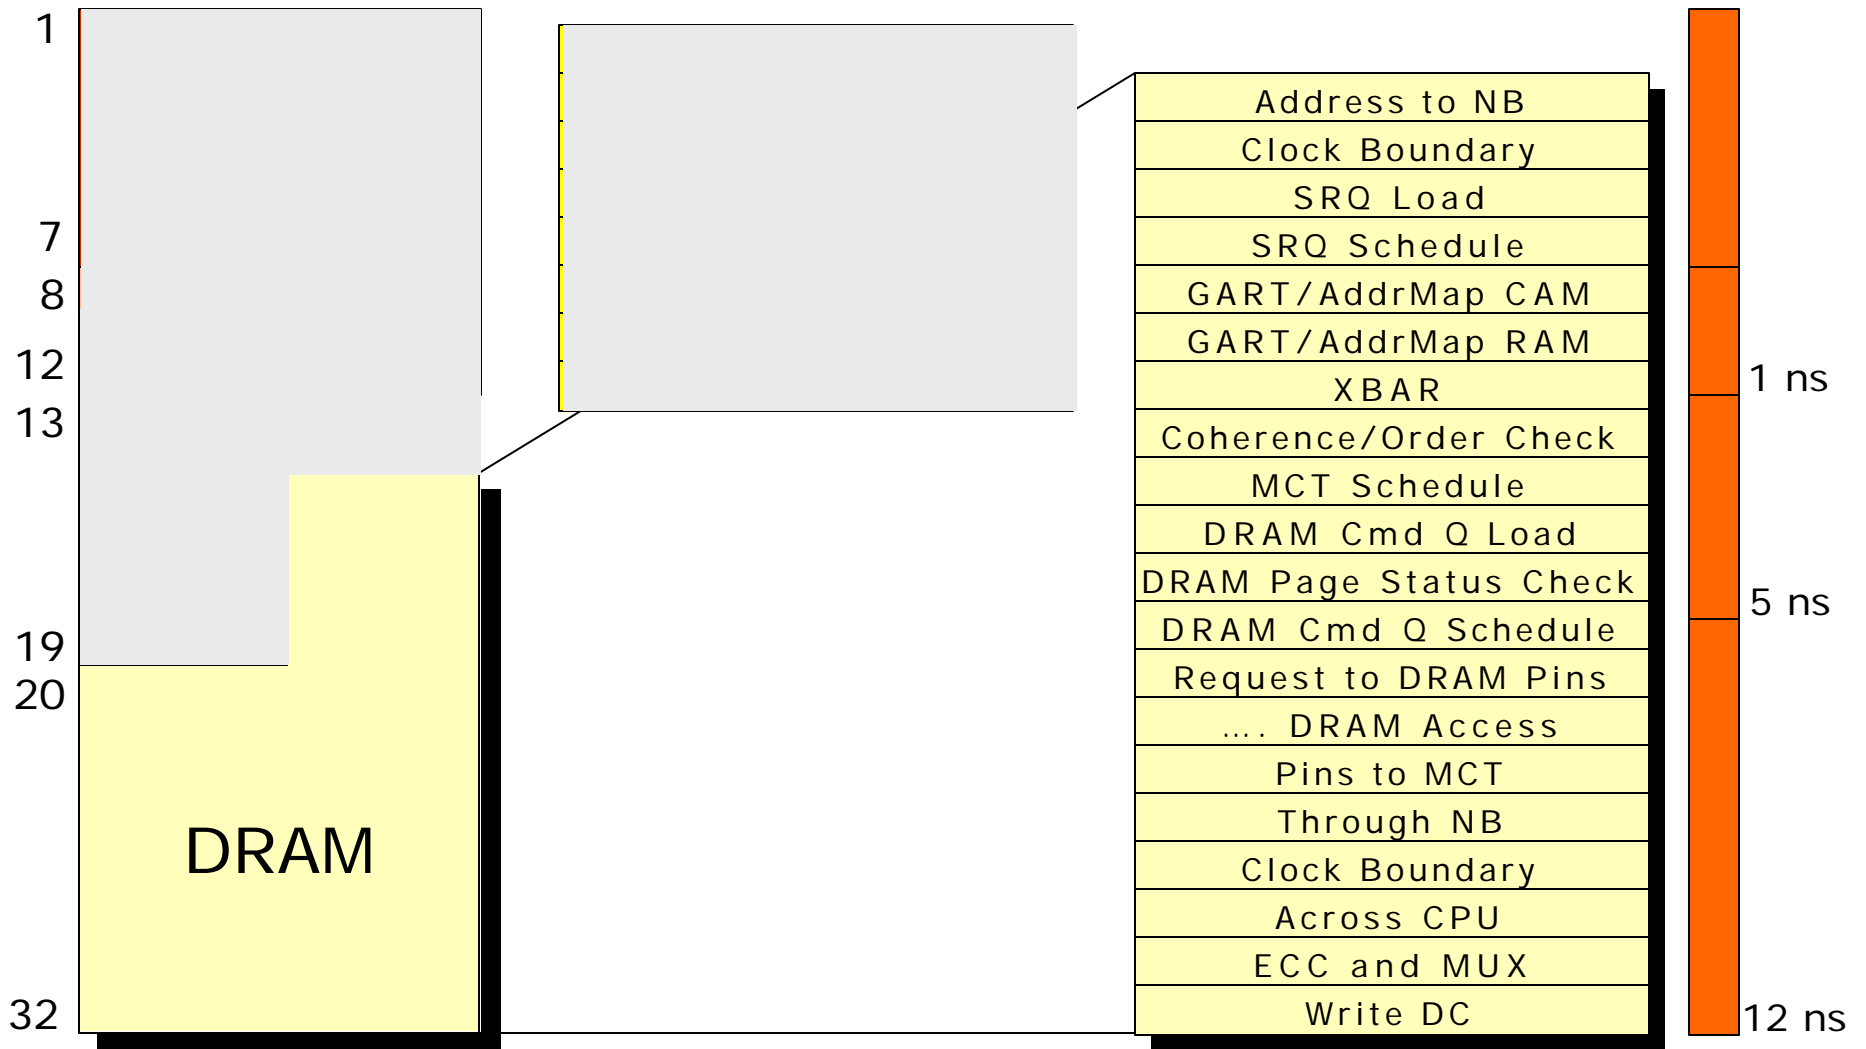 1
7
8
12
13
19
20
32
DRAM
Address to NB
Clock Boundary
SRQ Load
SRQ Schedule
GART/AddrMap CAM
GART/AddrMap RAM
XBAR
Coherence/Order Check
MCT Schedule
DRAM Cmd Q Load
DRAM Page Status Check
DRAM Cmd Q Schedule
Request to DRAM Pins
.... DRAM Access
Pins to MCT
Through NB
Clock Boundary
Across CPU
ECC and MUX
Write DC
1 ns
5 ns
12 ns